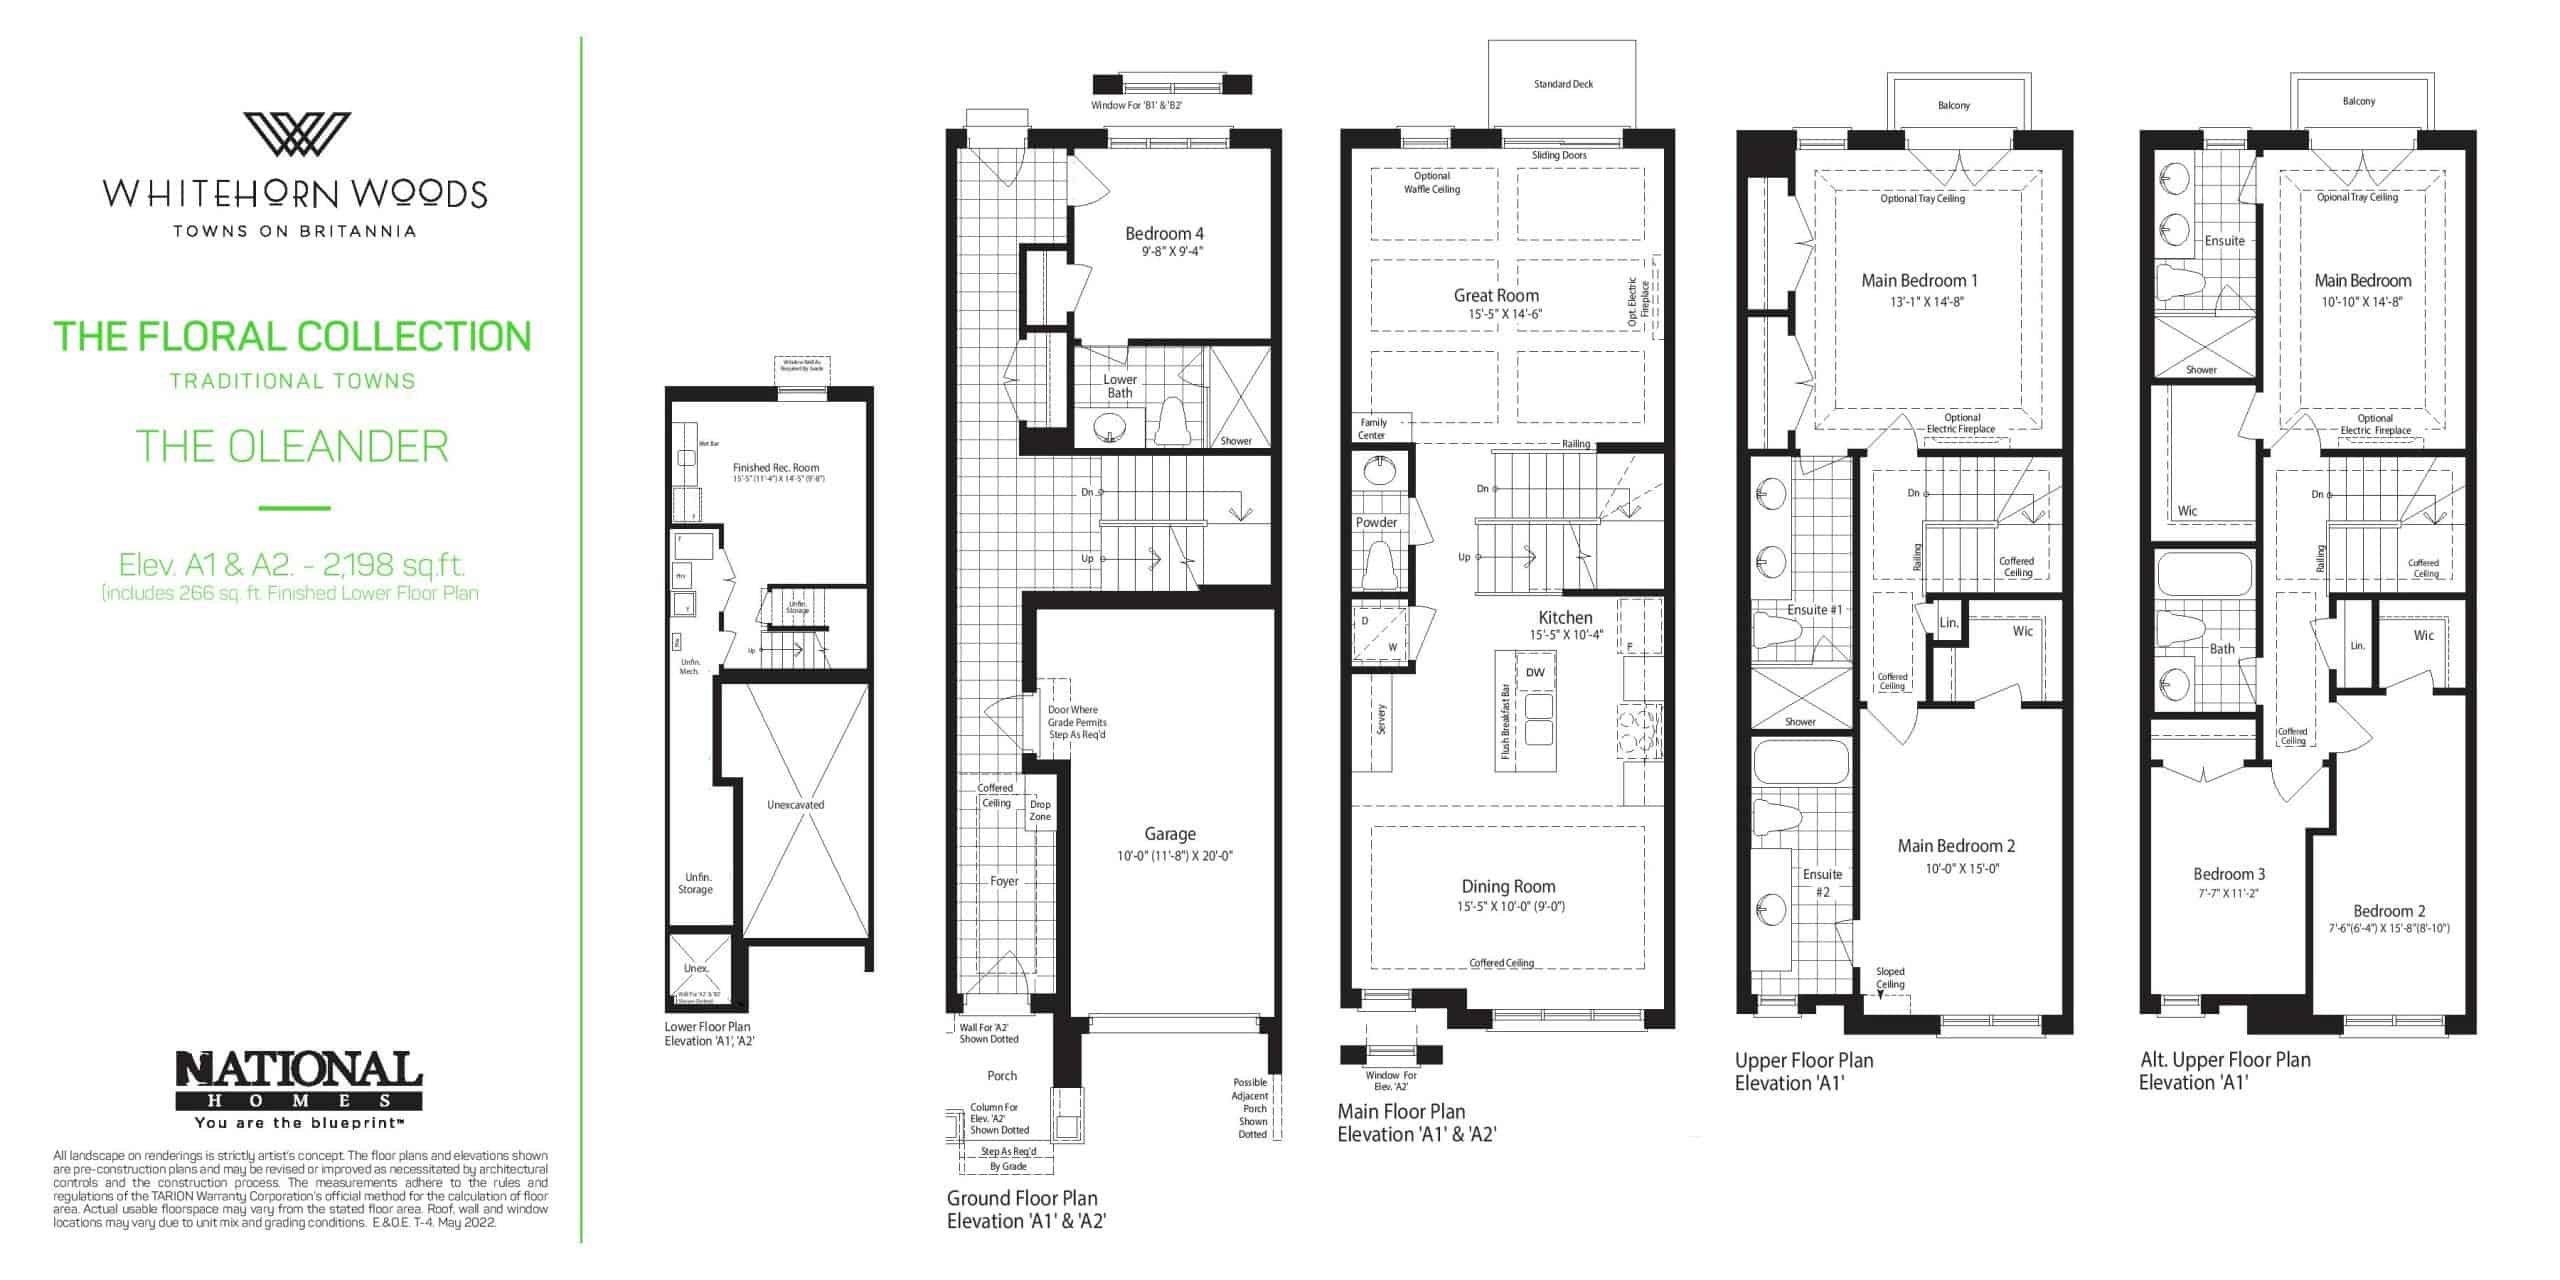 WHITEHORN WOODS
TOWNS ON BRITANNIA
THE FLORAL COLLECTION
TRADITIONAL TOWNS
THE OLEANDER
Elev. A1 & A2. - 2,198 sq.ft.
(includes 266 sq. ft. Finished Lower Floor Plan
NATIONAL
HOMES
You are the blueprint™
All landscape on renderings is strictly artist's concept. The floor plans and elevations shown
are pre-construction plans and may be revised or improved as necessitated by architectural
controls and the construction process. The measurements adhere to the rules and
regulations of the TARION Warranty Corporation's official method for the calculation of floor
area. Actual usable floorspace may vary from the stated floor area. Roof, wall and window
locations may vary due to unit mix and grading conditions. E.&O.E. T-4. May 2022.
Window Well As
Required By Grade
Wet Bar
Finished Rec. Room
15'-5" (11'-4") X 14'-5" (9'-8")
F
F
Hrv
Unfin.
Storage
Up
Unfin.
Mech.
Unexcavated
Unfin.
Storage
Unex.
Wall For 'A2' & 'B2'
Shown Dotted
Lower Floor Plan
Elevation 'A1', 'A2'
Window For 'B1' & 'B2'
Bedroom 4
9'-8" X 9'-4"
Lower
Bath
Shower
Dn
Up
Door Where
Grade Permits
Step As Req'd
Coffered
Ceiling
Drop
Zone
Foyer
Garage
10'-0" (11'-8") X 20'-0"
Wall For 'A2'
Shown Dotted
Porch
Column For
Elev. 'A2'
Shown Dotted
Step As Req'd
By Grade
Possible
Adjacent
Porch
Shown
Dotted
Ground Floor Plan
Elevation 'A1' & 'A2'
Standard Deck
Sliding Doors
Optional
Waffle Ceiling
Great Room
15'-5" X 14'-6"
Opt. Electric
Fireplace
Family
Center
Railing
Dn
Powder
Up
D
W
Kitchen
15'-5" X 10'-4"
F
DW
Flush Breakfast Bar
Servery
Dining Room
15'-5" X 10'-0" (9'-0")
Coffered Ceiling
Window For
Elev. 'A2'
Main Floor Plan
Elevation 'A1' & 'A2'
Balcony
Optional Tray Ceiling
Main Bedroom 1
13'-1" X 14'-8"
Optional
Electric Fireplace
Dn
Railing
Coffered
Ceiling
Ensuite #1
Lin.
Wic
Coffered
Ceiling
Shower
Main Bedroom 2
10'-0" X 15'-0"
Ensuite
#2
Sloped
Ceiling
Upper Floor Plan
Elevation 'A1'
Balcony
Opional Tray Ceiling
Ensuite
Main Bedroom
10'-10" X 14'-8"
Shower
Optional
Electric Fireplace
Dn
Wic
Railing
Coffered
Ceiling
Bath
Lin.
Wic
Coffered
Ceiling
Bedroom 3
7'-7" X 11'-2"
Bedroom 2
7'-6"(6'-4") X 15'-8"(8'-10")
Alt. Upper Floor Plan
Elevation 'A1'